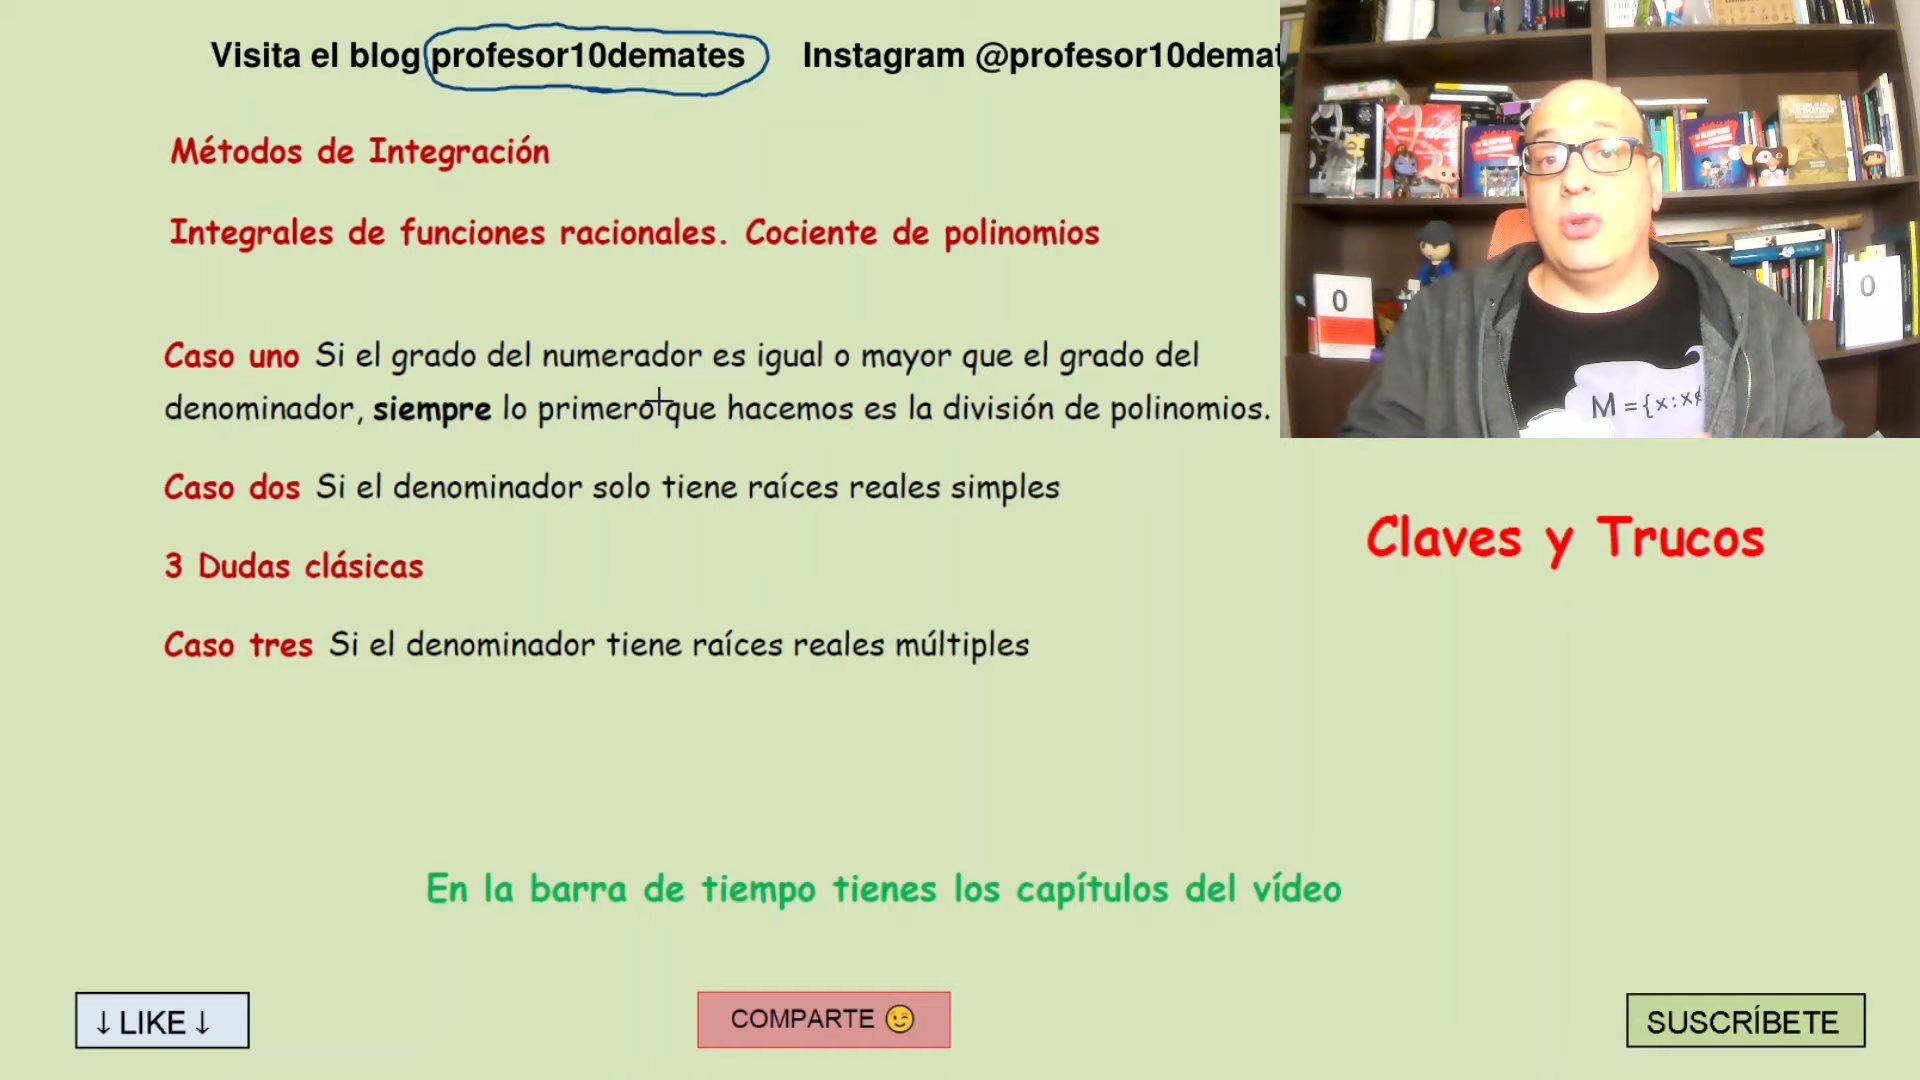 Visita el blog profesor10demates Instagram @profesor10demat
Métodos de Integración
Integrales de funciones racionales. Cociente de polinomios
Caso uno Si el grado del numerador es igual o mayor que el grado del
denominador, siempre lo primero que hacemos es la división de polinomios.
Caso dos Si el denominador solo tiene raíces reales simples
3 Dudas clásicas
Caso tres Si el denominador tiene raíces reales múltiples
Claves y Trucos
En la barra de tiempo tienes los capítulos del vídeo
↓ LIKE ↓
COMPARTE 😉
SUSCRÍBETE
0
0
M = {x : x